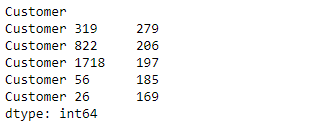 Customer
Customer 319     279
Customer 822     206
Customer 1718    197
Customer 56      185
Customer 26      169
dtype: int64